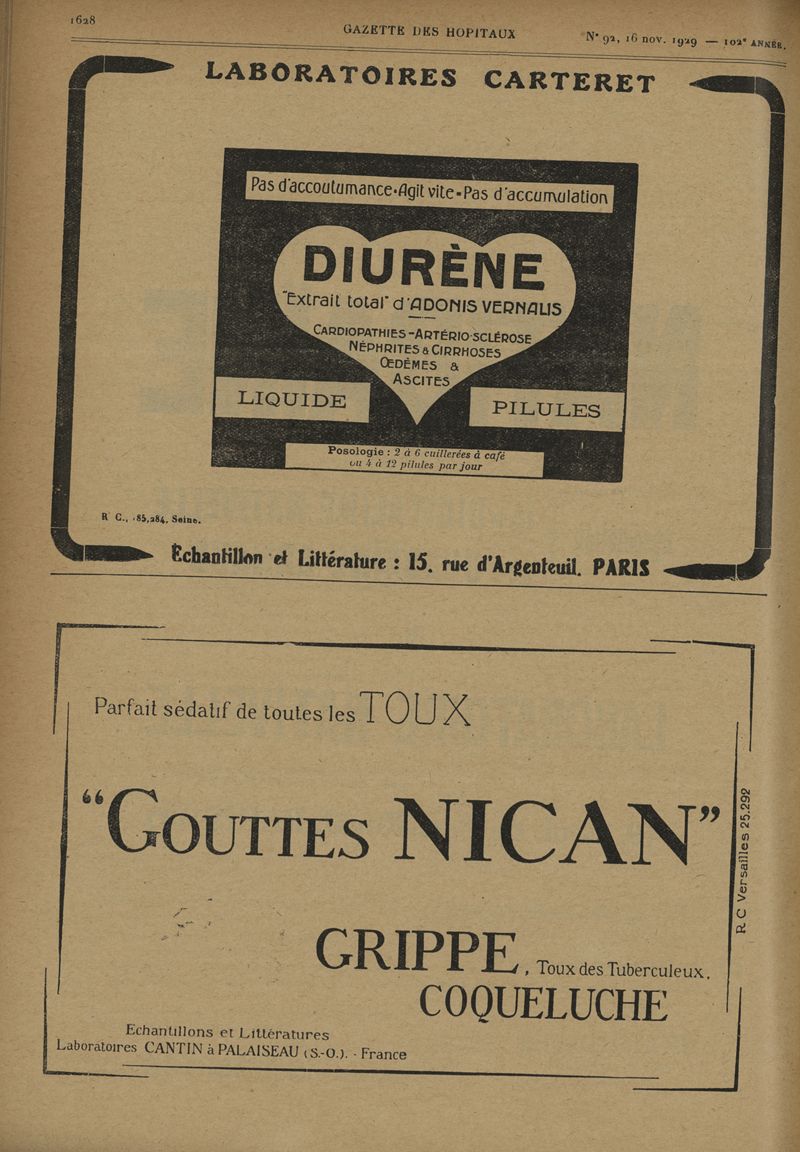 1628
GAZETTE DES HOPITAUX
N° 92, 16 nov. 1929 — 102e ANNÉE.
LABORATOIRES CARTERET
Pas d'accoutumance-Agit vite-Pas d'accumulation
DIURÈNE
"Extrait total" d'ADONIS VERNALIS
CARDIOPATHIES-ARTÉRIO-SCLÉROSE
NÉPHRITES & CIRRHOSES
ŒDÈMES &
ASCITES
LIQUIDE
PILULES
Posologie : 2 à 6 cuillerées à café
ou 4 à 12 pilules par jour
R C., 185,284, Seine.
Échantillon et Littérature : 15, rue d'Argenteuil. PARIS
Parfait sédatif de toutes les TOUX
"GOUTTES NICAN"
R C Versailles 25.292
GRIPPE, Toux des Tuberculeux,
COQUELUCHE
Echantillons et Littératures
Laboratoires CANTIN à PALAISEAU (S.-O.). - France